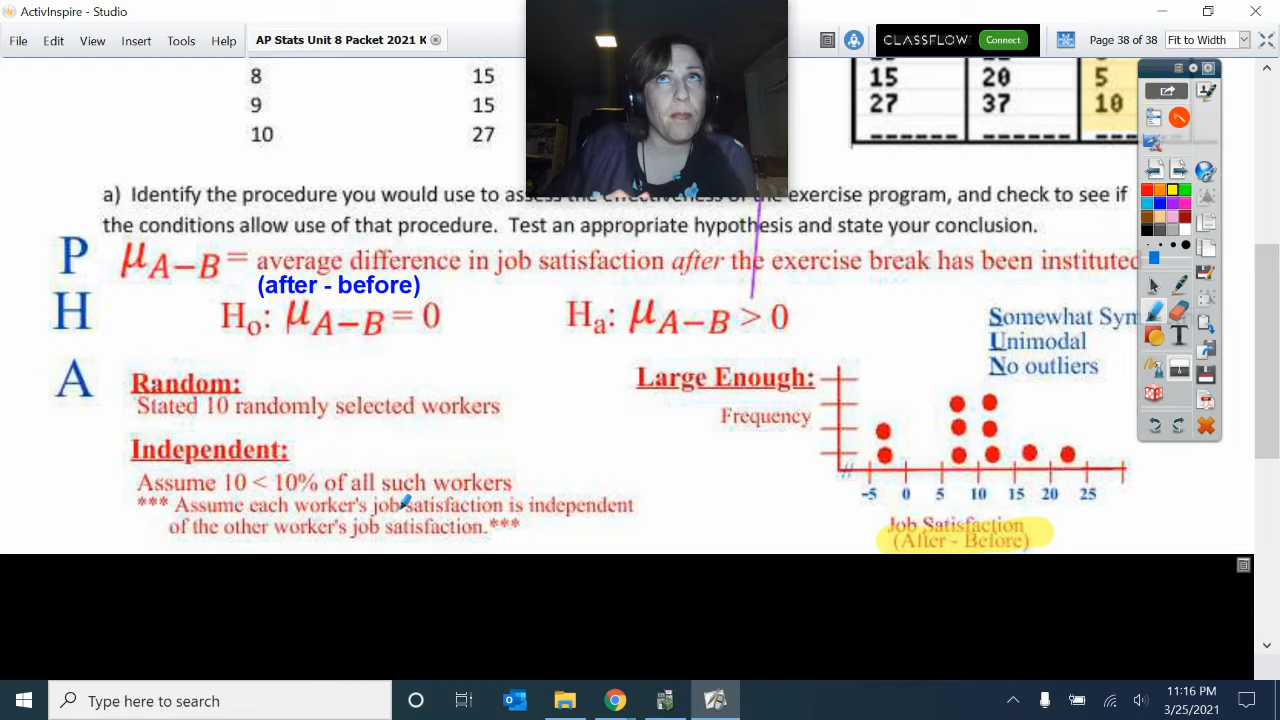 ActivInspire - Studio
File Edit View Insert Tools Help
AP Stats Unit 8 Packet 2021 K
CLASSFLOW Connect
Page 38 of 38 Fit to Width
8 15
9 15
10 27
15 20 5
27 37 10
a) Identify the procedure you would use to assess the effectiveness of the exercise program, and check to see if
the conditions allow use of that procedure. Test an appropriate hypothesis and state your conclusion.
P μA−B = average difference in job satisfaction after the exercise break has been instituted
(after - before)
H Ho: μA−B = 0 Ha: μA−B > 0
Somewhat Sym
Unimodal
No outliers
A Random:
Stated 10 randomly selected workers
Independent:
Assume 10 < 10% of all such workers
*** Assume each worker's job satisfaction is independent
of the other worker's job satisfaction.***
Large Enough:
Frequency
-5 0 5 10 15 20 25
Job Satisfaction
(After - Before)
Type here to search
11:16 PM
3/25/2021